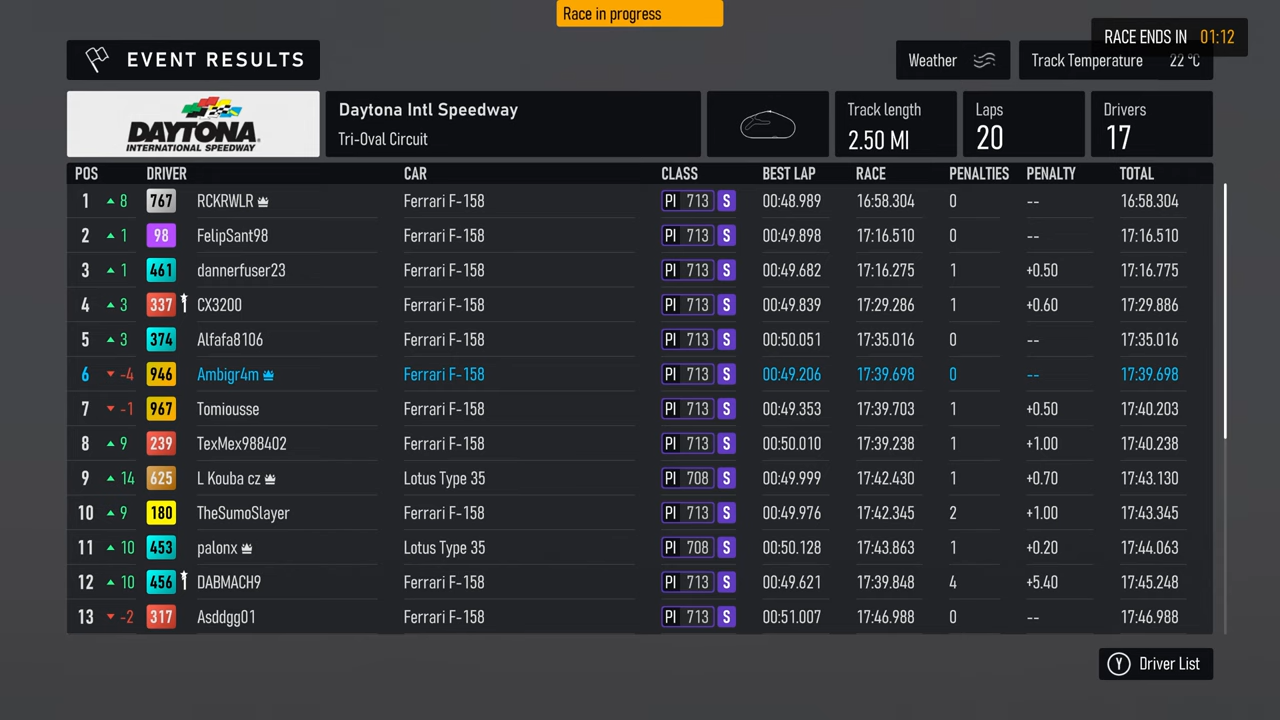 Race in progress
RACE ENDS IN 01:12
EVENT RESULTS
Weather
Track Temperature 22 °C
DAYTONA
INTERNATIONAL SPEEDWAY
Daytona Intl Speedway
Tri-Oval Circuit
Track length
2.50 MI
Laps
20
Drivers
17
POS DRIVER CAR CLASS BEST LAP RACE PENALTIES PENALTY TOTAL
1 8 767 RCKRWLR Ferrari F-158 PI 713 S 00:48.989 16:58.304 0 -- 16:58.304
2 1 98 FelipSant98 Ferrari F-158 PI 713 S 00:49.898 17:16.510 0 -- 17:16.510
3 1 461 dannerfuser23 Ferrari F-158 PI 713 S 00:49.682 17:16.275 1 +0.50 17:16.775
4 3 337 CX3200 Ferrari F-158 PI 713 S 00:49.839 17:29.286 1 +0.60 17:29.886
5 3 374 Alfafa8106 Ferrari F-158 PI 713 S 00:50.051 17:35.016 0 -- 17:35.016
6 -4 946 Ambigr4m Ferrari F-158 PI 713 S 00:49.206 17:39.698 0 -- 17:39.698
7 -1 967 Tomiousse Ferrari F-158 PI 713 S 00:49.353 17:39.703 1 +0.50 17:40.203
8 9 239 TexMex988402 Ferrari F-158 PI 713 S 00:50.010 17:39.238 1 +1.00 17:40.238
9 14 625 L Kouba cz Lotus Type 35 PI 708 S 00:49.999 17:42.430 1 +0.70 17:43.130
10 9 180 TheSumoSlayer Ferrari F-158 PI 713 S 00:49.976 17:42.345 2 +1.00 17:43.345
11 10 453 palonx Lotus Type 35 PI 708 S 00:50.128 17:43.863 1 +0.20 17:44.063
12 10 456 DABMACH9 Ferrari F-158 PI 713 S 00:49.621 17:39.848 4 +5.40 17:45.248
13 -2 317 Asddgg01 Ferrari F-158 PI 713 S 00:51.007 17:46.988 0 -- 17:46.988
Y Driver List